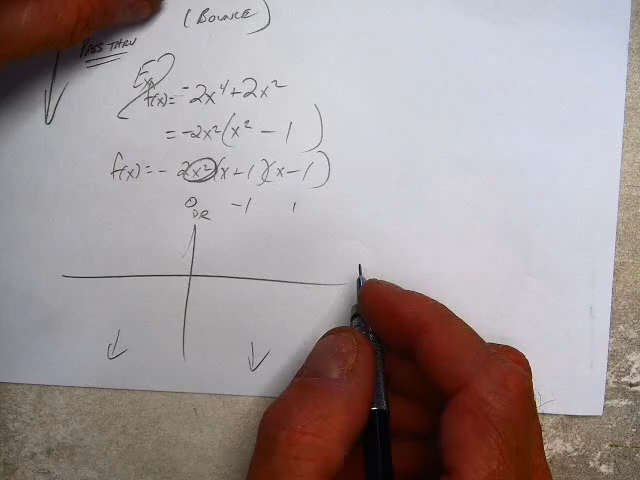 (BOUNCE)
PASS THRU
Ex)
f(x)= -2x⁴+2x²
= -2x²(x² - 1)
f(x)= - 2x²(x+1)(x-1)
0 -1 1
DR